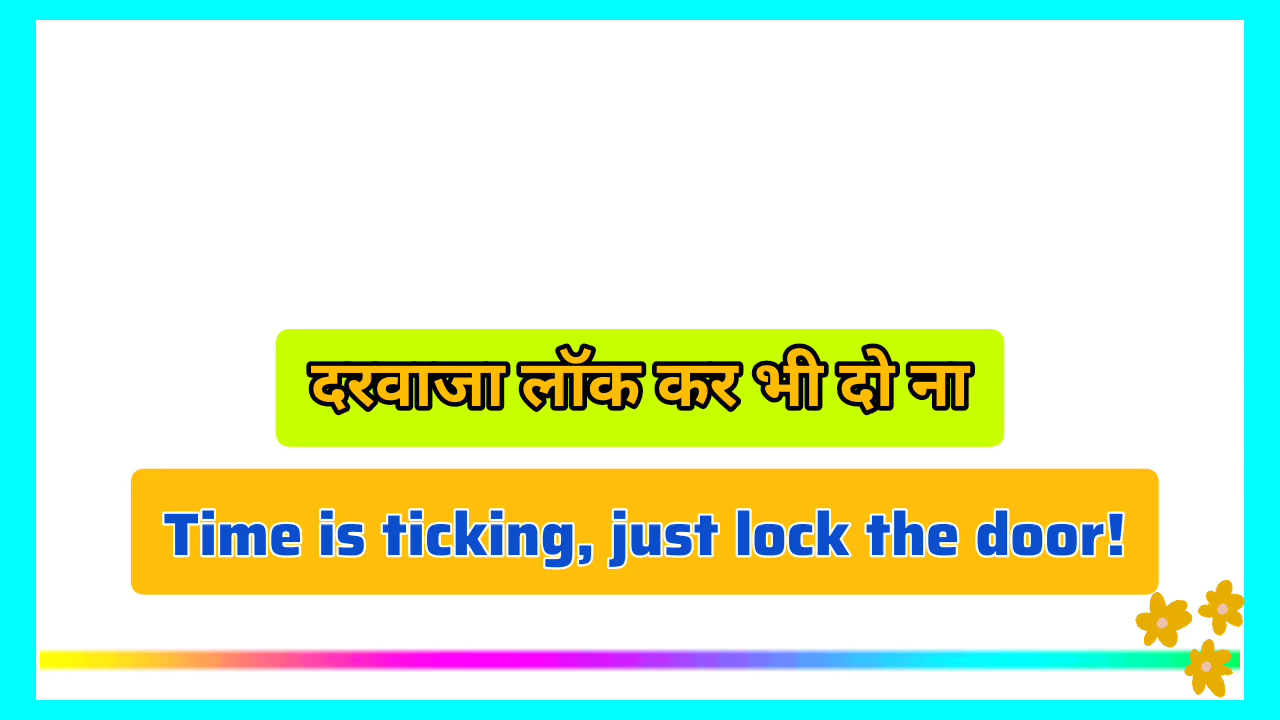 दरवाजा लॉक कर भी दो ना
Time is ticking, just lock the door!